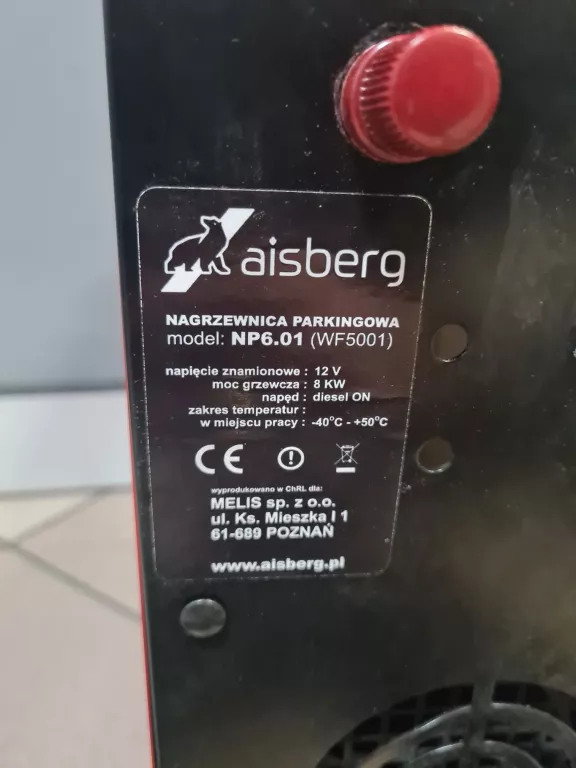 aisberg
NAGRZEWNICA PARKINGOWA
model: NP6.01 (WF5001)
napięcie znamionowe : 12 V
moc grzewcza : 8 KW
napęd : diesel ON
zakres temperatur :
w miejscu pracy : -40°C - +50°C
CE
wyprodukowano w ChRL dla:
MELIS sp. z o.o.
ul. Ks. Mieszka I 1
61-689 POZNAŃ
www.aisberg.pl